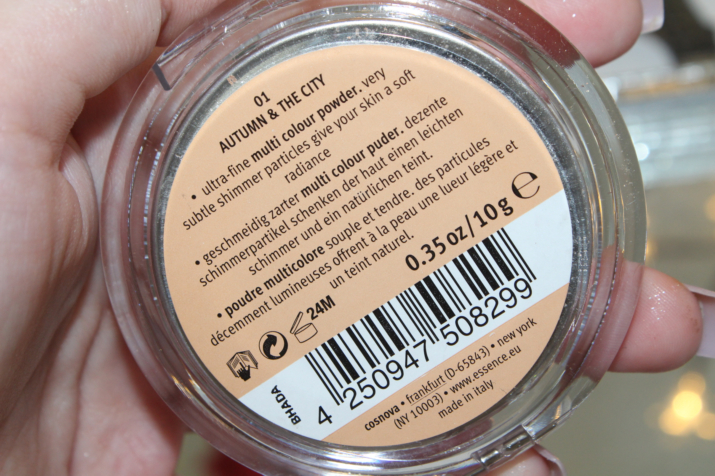 01
AUTUMN & THE CITY
• ultra-fine multi colour powder. very
subtle shimmer particles give your skin a soft
radiance
• geschmeidig zarter multi colour puder. dezente
schimmerpartikel schenken der haut einen leichten
schimmer und ein natürlichen teint.
• poudre multicolore souple et tendre. des particules
décemment lumineuses offrent à la peau une lueur légère et
un teint naturel.
0.35oz/10g ℮
24M
BHADA
4 250947 508299
cosnova • frankfurt (D-65843) • new york
(NY 10003) • www.essence.eu
made in italy